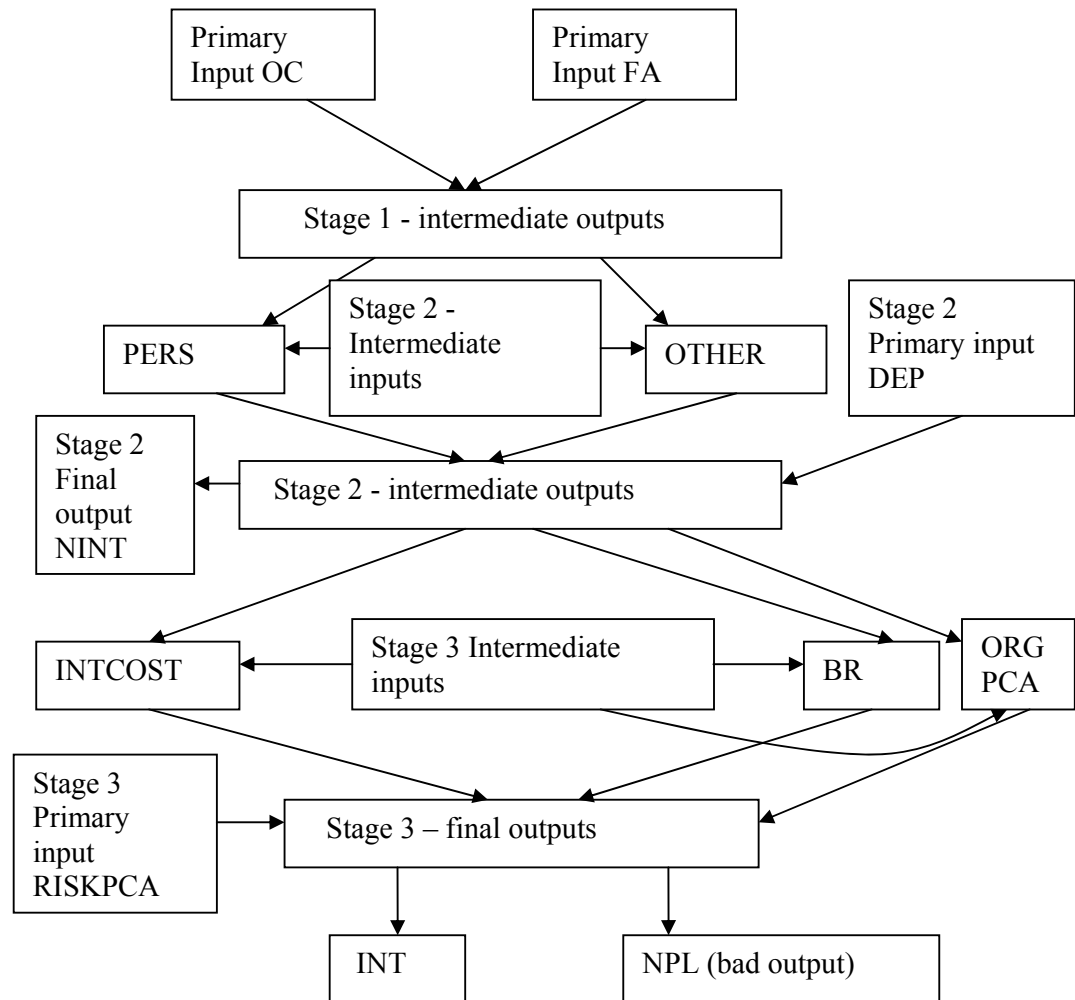 Primary
Input OC
Primary
Input FA
Stage 1 - intermediate outputs
PERS
Stage 2 -
Intermediate
inputs
OTHER
Stage 2
Primary input
DEP
Stage 2
Final
output
NINT
Stage 2 - intermediate outputs
INTCOST
Stage 3 Intermediate
inputs
BR
ORG
PCA
Stage 3
Primary
input
RISKPCA
Stage 3 – final outputs
INT
NPL (bad output)